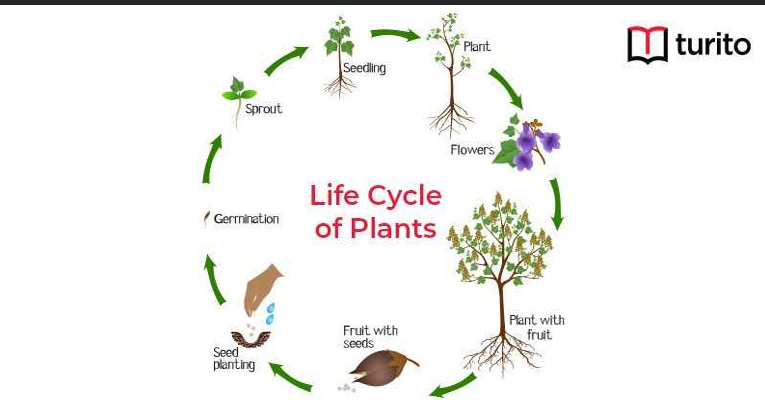 turito
Life Cycle
of Plants
Seedling
Plant
Flowers
Plant with
fruit
Fruit with
seeds
Seed
planting
Germination
Sprout